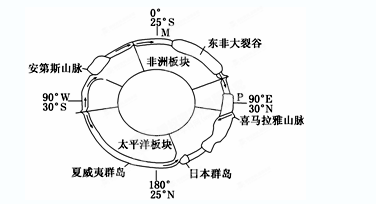 0°
25°S
M
东非大裂谷
安第斯山脉
非洲板块
90°W
30°S
P
90°E
30°N
喜马拉雅山脉
太平洋板块
夏威夷群岛
日本群岛
180°
25°N